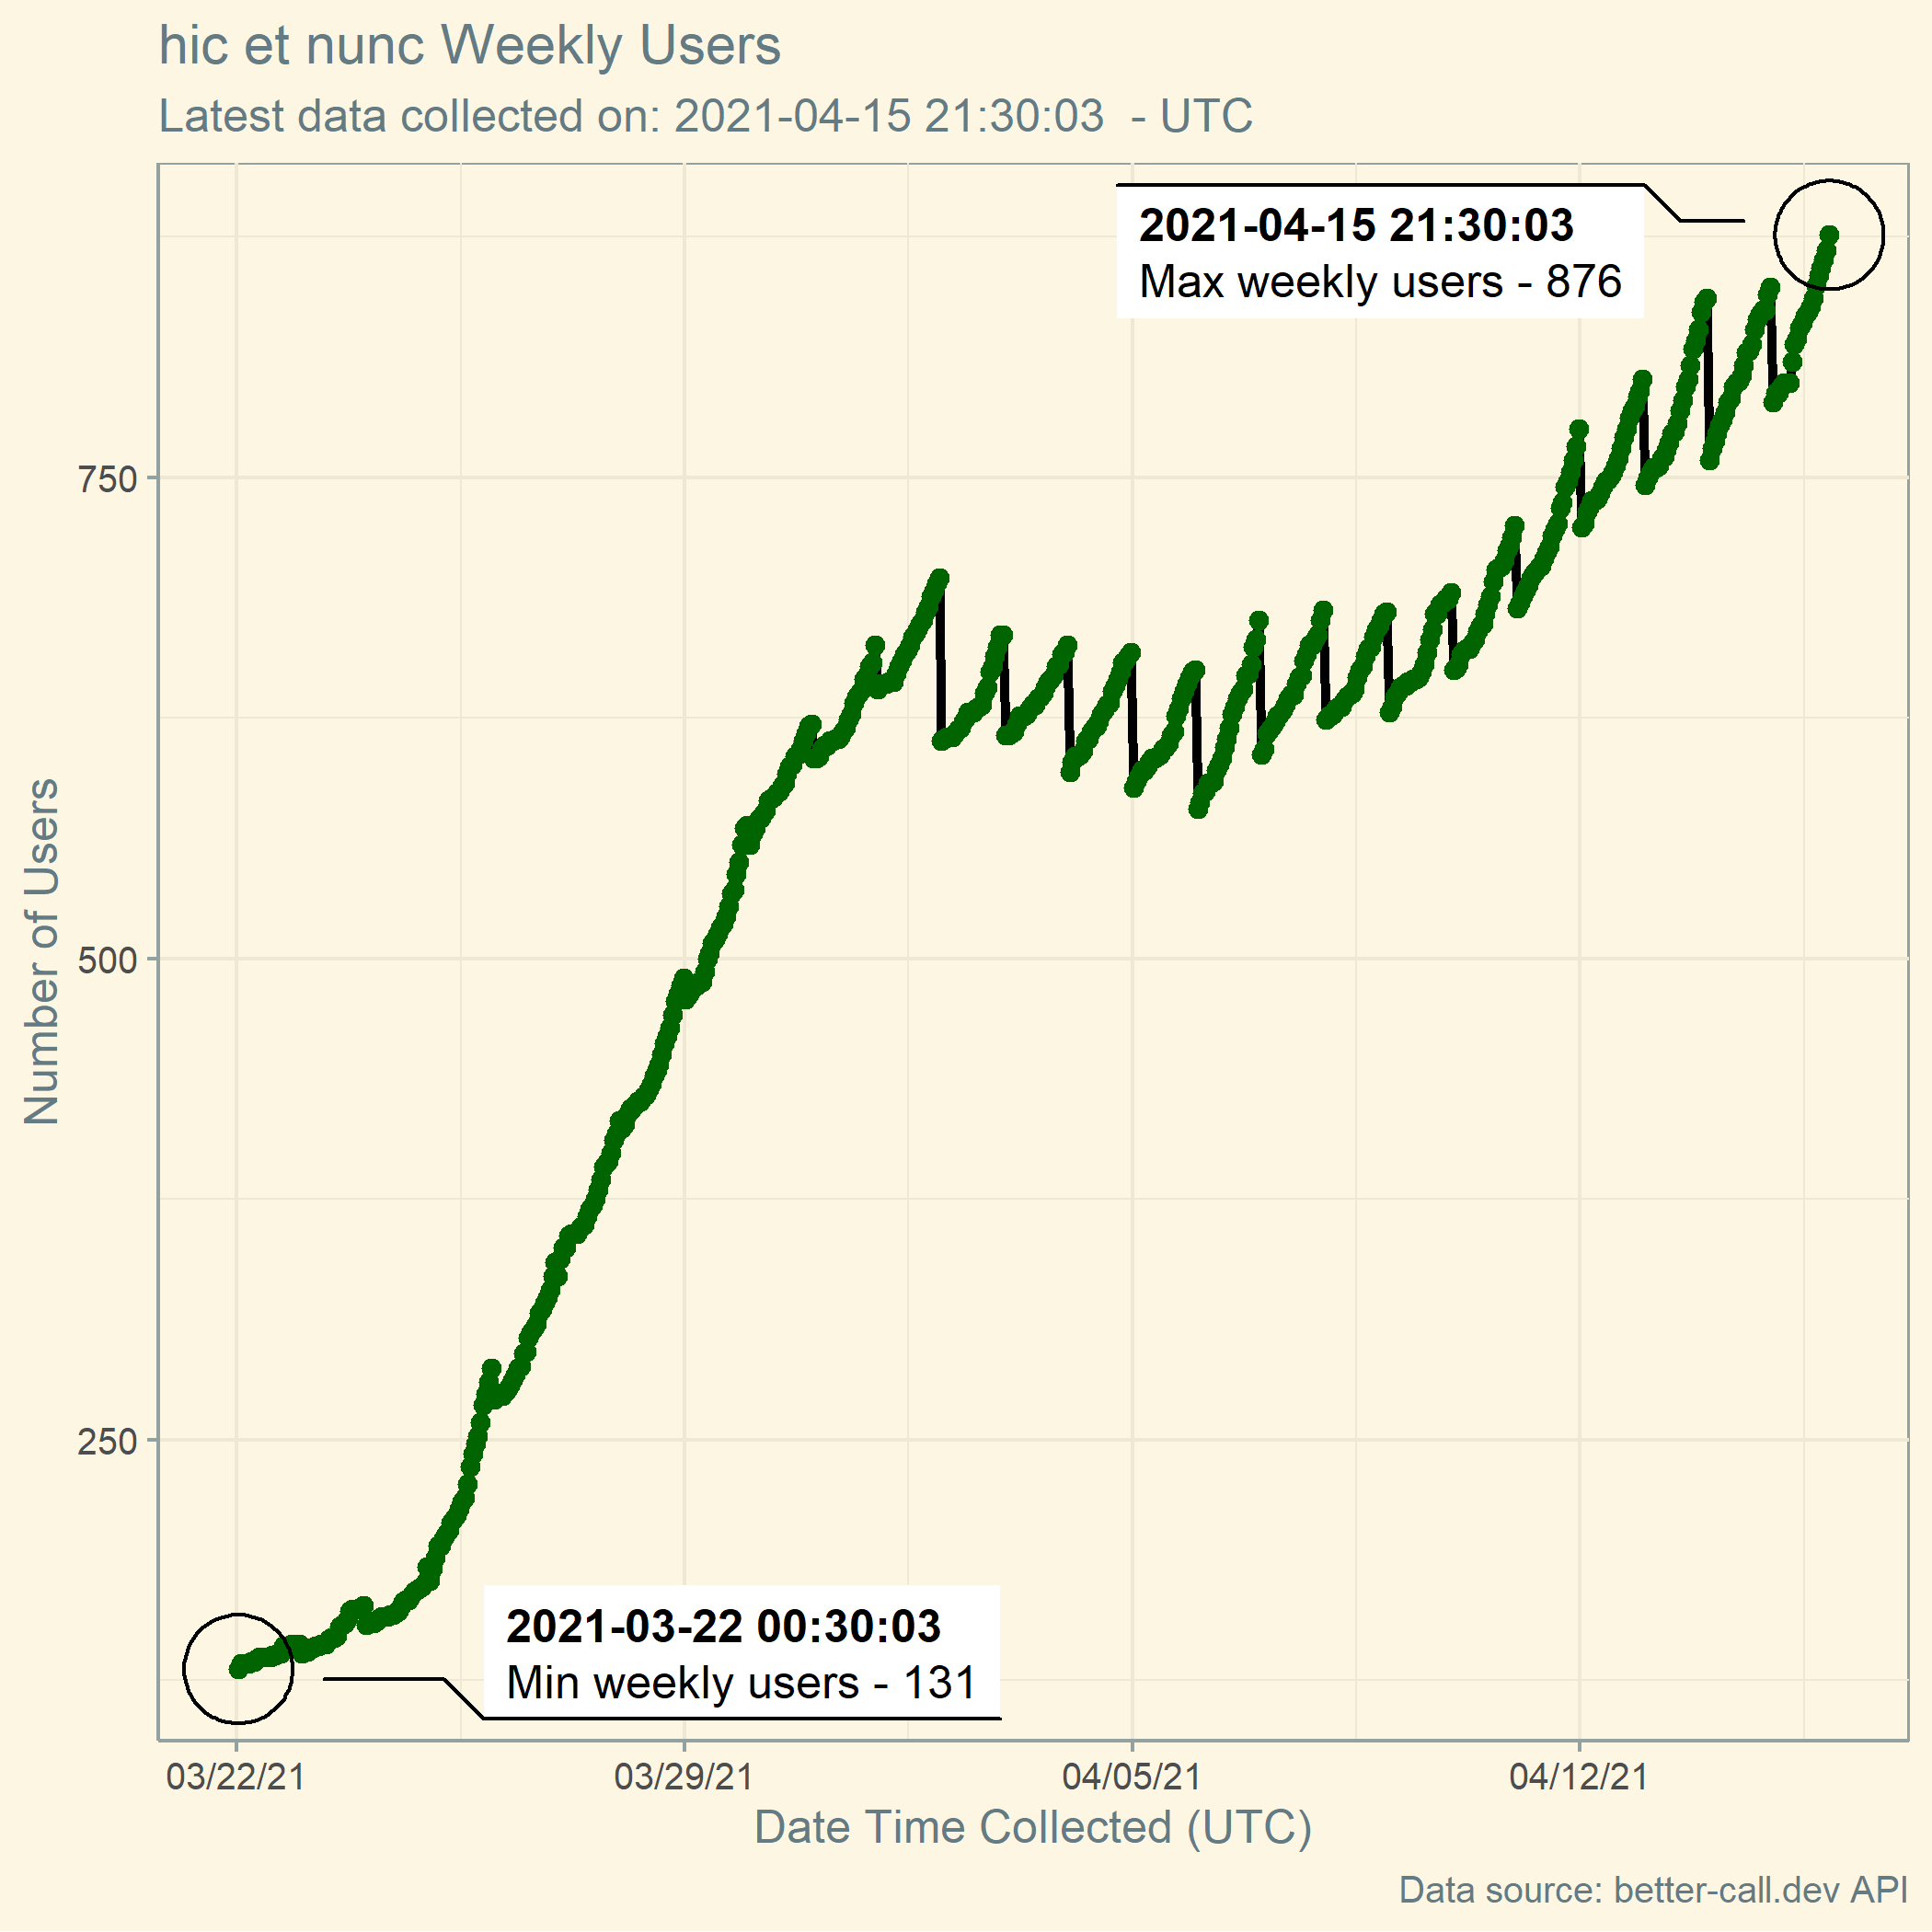 hic et nunc Weekly Users
Latest data collected on: 2021-04-15 21:30:03  - UTC
2021-04-15 21:30:03
Max weekly users - 876
750
500
250
Number of Users
2021-03-22 00:30:03
Min weekly users - 131
03/22/21
03/29/21
04/05/21
04/12/21
Date Time Collected (UTC)
Data source: better-call.dev API